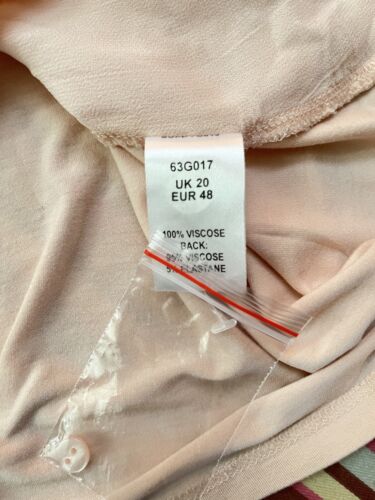 63G017
UK 20
EUR 48
100% VISCOSE
BACK:
95% VISCOSE
5% ELASTANE